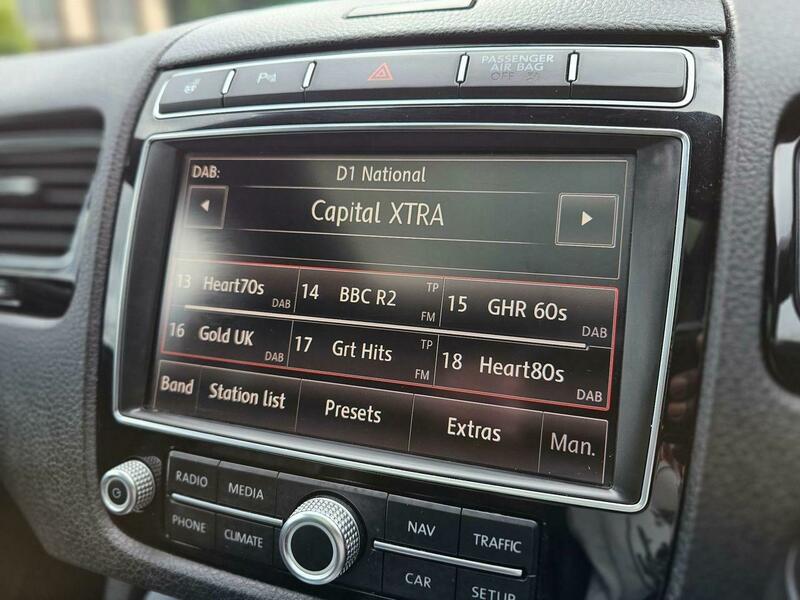 PASSENGER
AIR BAG
OFF
DAB: D1 National
Capital XTRA
13 Heart70s DAB 14 BBC R2 TP FM 15 GHR 60s DAB
16 Gold UK DAB 17 Grt Hits TP FM 18 Heart80s DAB
Band Station list Presets Extras Man.
RADIO MEDIA NAV TRAFFIC
PHONE CLIMATE CAR SETUP